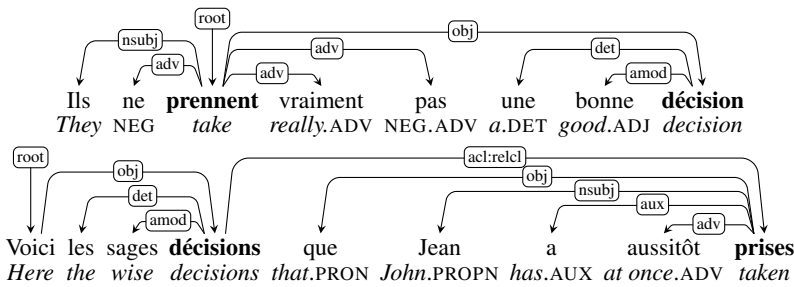 root
obj
nsubj
adv
det
adv
adv
amod
Ils ne prennent vraiment pas une bonne décision
They NEG take really.ADV NEG.ADV a.DET good.ADJ decision
root
acl:relcl
obj
obj
det
nsubj
aux
amod
adv
Voici les sages décisions que Jean a aussitôt prises
Here the wise decisions that.PRON John.PROPN has.AUX at once.ADV taken